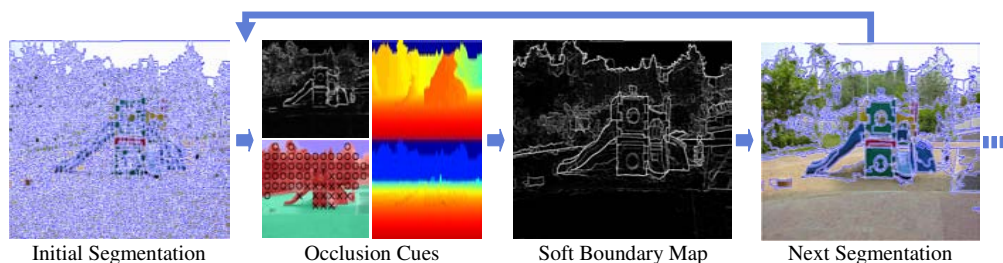 Initial Segmentation
Occlusion Cues
Soft Boundary Map
Next Segmentation